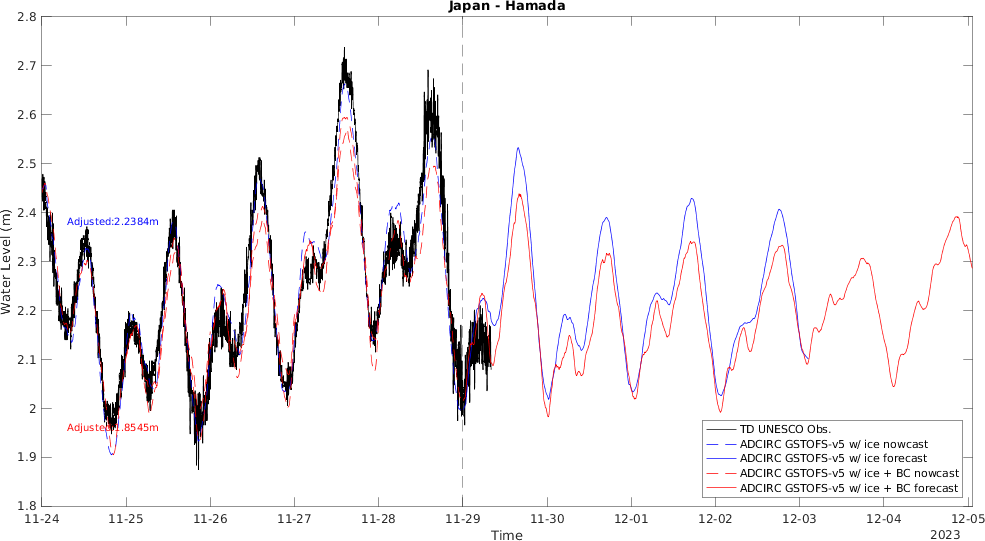 Japan - Hamada
2.8
2.7
2.6
2.5
2.4
2.3
2.2
2.1
2
1.9
1.8
Water Level (m)
Adjusted:2.2384m
Adjusted:1.8545m
TD UNESCO Obs.
ADCIRC GSTOFS-v5 w/ ice nowcast
ADCIRC GSTOFS-v5 w/ ice forecast
ADCIRC GSTOFS-v5 w/ ice + BC nowcast
ADCIRC GSTOFS-v5 w/ ice + BC forecast
11-24 11-25 11-26 11-27 11-28 11-29 11-30 12-01 12-02 12-03 12-04 12-05
Time
2023